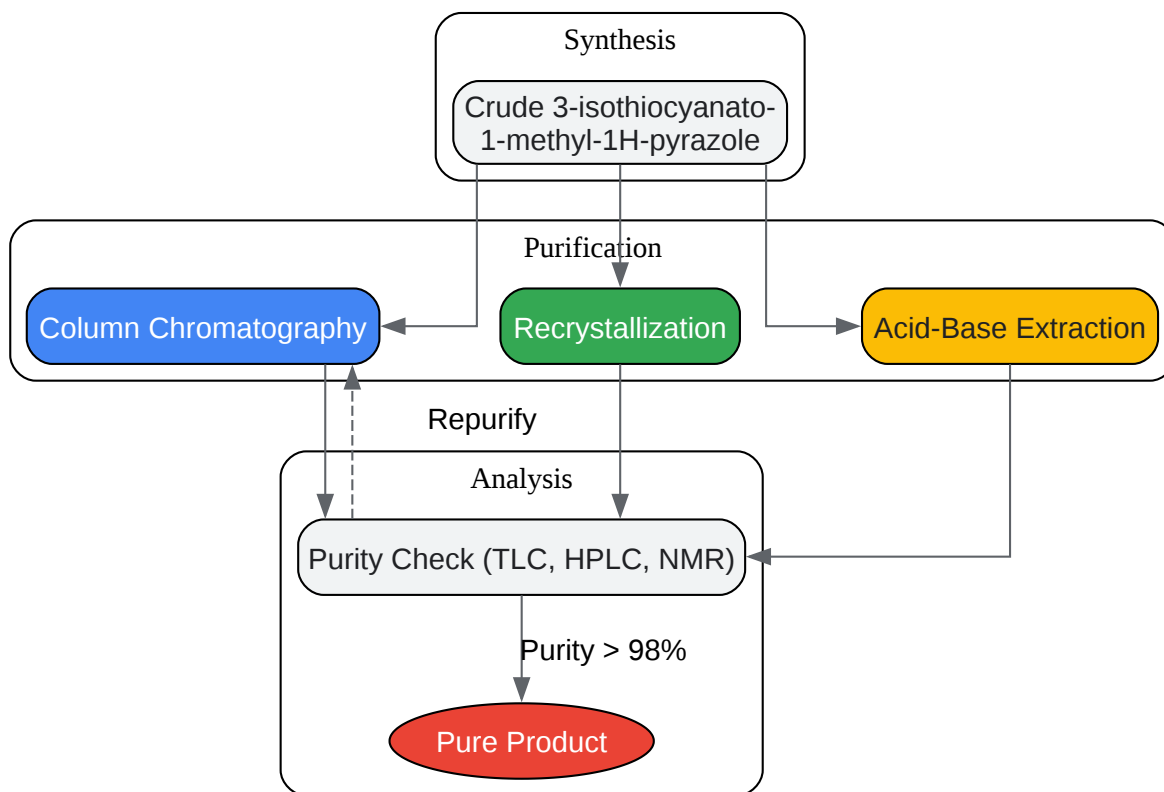 Synthesis
Crude 3-isothiocyanato-
1-methyl-1H-pyrazole
Purification
Column Chromatography
Recrystallization
Acid-Base Extraction
Repurify
Analysis
Purity Check (TLC, HPLC, NMR)
Purity > 98%
Pure Product